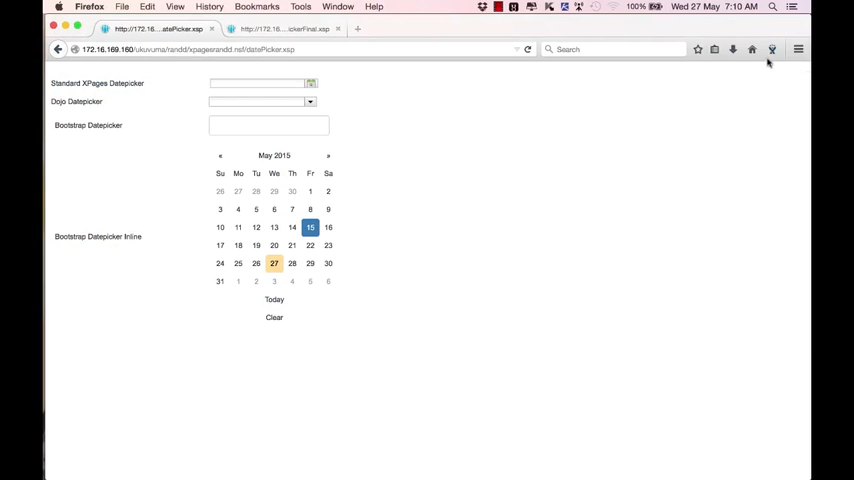 Firefox File Edit View History Bookmarks Tools Window Help 100% Wed 27 May 7:10 AM
http://172.16....atePicker.xsp × http://172.16....ickerFinal.xsp × +
172.16.169.160/ukuvuma/randd/xpagesrandd.nsf/datePicker.xsp Search
Standard XPages Datepicker
Dojo Datepicker
Bootstrap Datepicker
« May 2015 »
Su Mo Tu We Th Fr Sa
26 27 28 29 30 1 2
3 4 5 6 7 8 9
10 11 12 13 14 15 16
17 18 19 20 21 22 23
Bootstrap Datepicker Inline
24 25 26 27 28 29 30
31 1 2 3 4 5 6
Today
Clear